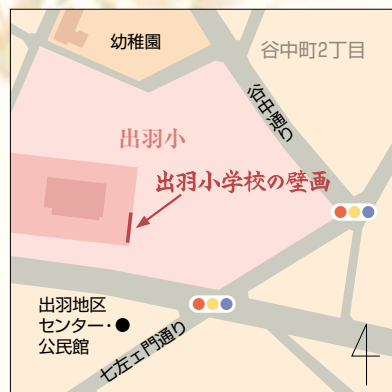 幼稚園
谷中町2丁目
谷中通り
出羽小
出羽小学校の壁画
出羽地区
センター・
公民館
七左ェ門通り